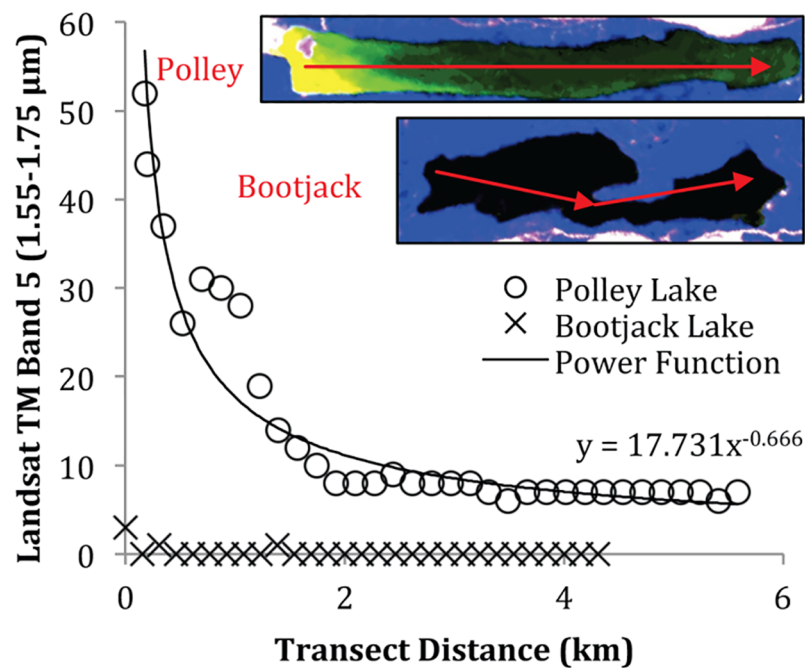 Landsat TM Band 5 (1.55-1.75 µm)
60
50
40
30
20
10
0
Polley
Bootjack
Polley Lake
Bootjack Lake
Power Function
y = 17.731x^-0.666
0
2
4
6
Transect Distance (km)